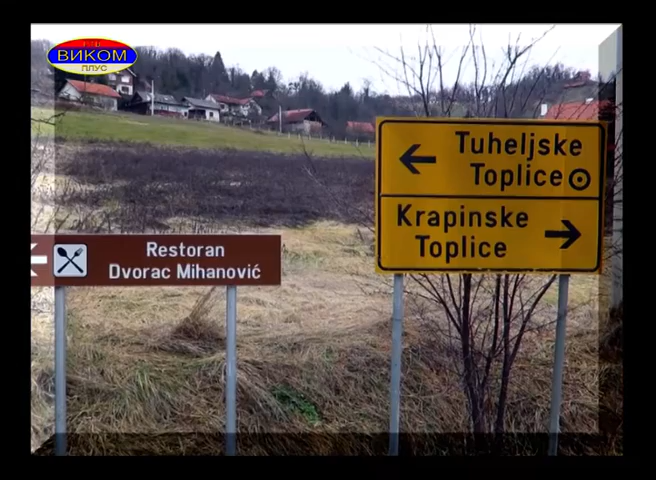 ВИКОМ
ПЛУС
Tuheljske
Toplice
Krapinske
Toplice
Restoran
Dvorac Mihanović